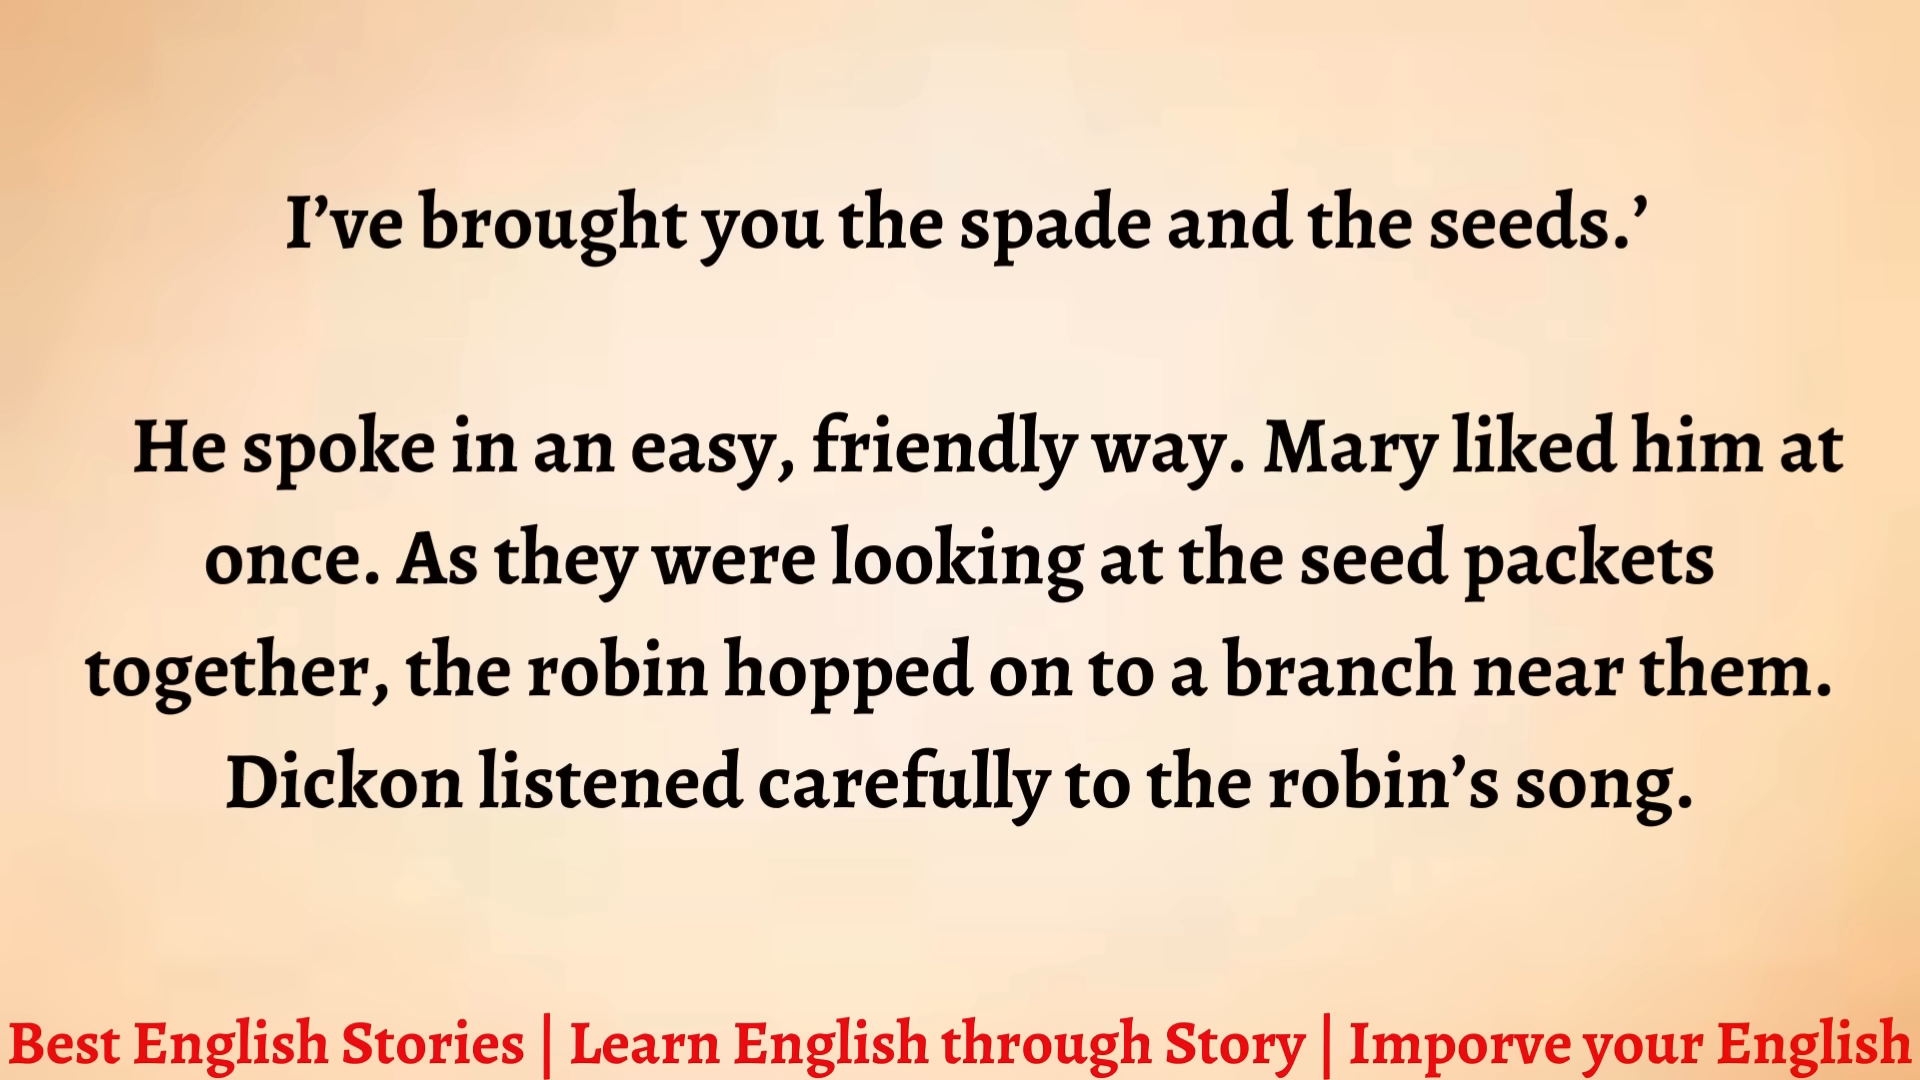 I’ve brought you the spade and the seeds.’
He spoke in an easy, friendly way. Mary liked him at
once. As they were looking at the seed packets
together, the robin hopped on to a branch near them.
Dickon listened carefully to the robin’s song.
Best English Stories | Learn English through Story | Imporve your English